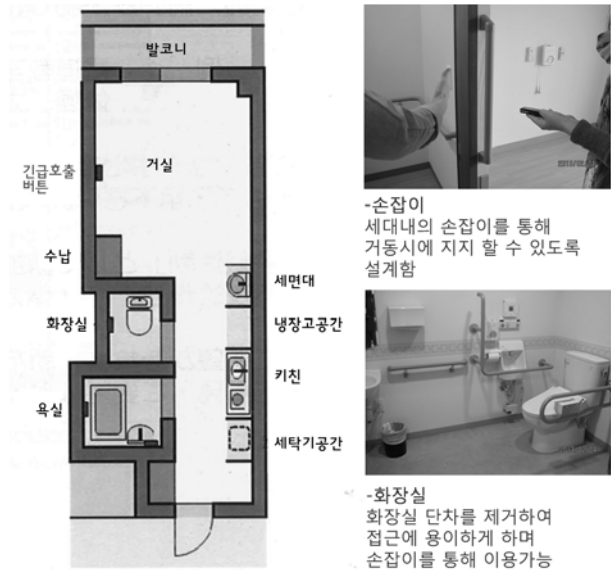 발코니
거실
긴급호출
버튼
수납
세면대
화장실
냉장고공간
키친
욕실
세탁기공간
-손잡이
세대내의 손잡이를 통해
거동시에 지지 할 수 있도록
설계함
-화장실
화장실 단차를 제거하여
접근에 용이하게 하며
손잡이를 통해 이용가능